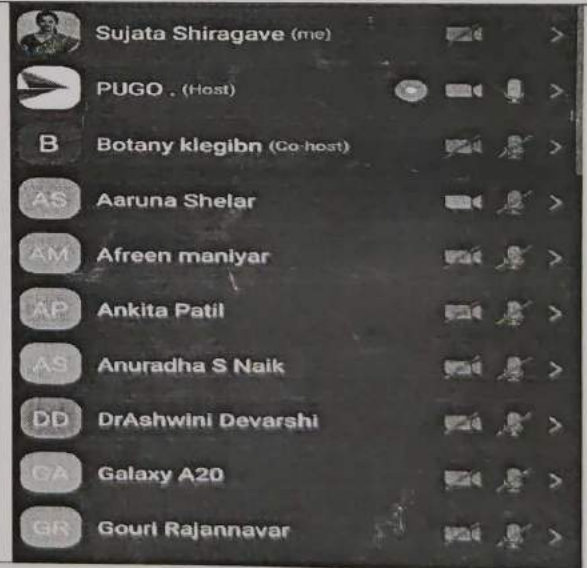 Sujata Shiragave (me)
PUGO . (Host)
B Botany klegibn (Co-host)
AS Aaruna Shelar
AM Afreen maniyar
AP Ankita Patil
AS Anuradha S Naik
DD DrAshwini Devarshi
GA Galaxy A20
GR Gouri Rajannavar